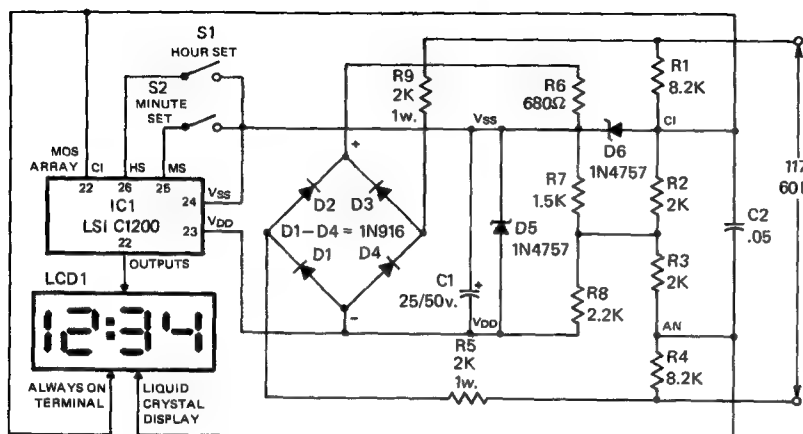 S1
HOUR SET
S2
MINUTE
SET
MOS
ARRAY
CI
HS
MS
22
26
25
IC1
LSI C1200
24
23
VSS
VDD
22
OUTPUTS
LCD1
12:34
ALWAYS ON
TERMINAL
LIQUID
CRYSTAL
DISPLAY
R9
2K
1w.
+
D2
D3
D1–D4 = 1N916
D1
D4
–
VSS
C1
25/50v.
+
D5
1N4757
VDD
R5
2K
1w.
R6
680Ω
R7
1.5K
R8
2.2K
D6
1N4757
CI
R1
8.2K
R2
2K
R3
2K
AN
R4
8.2K
C2
.05